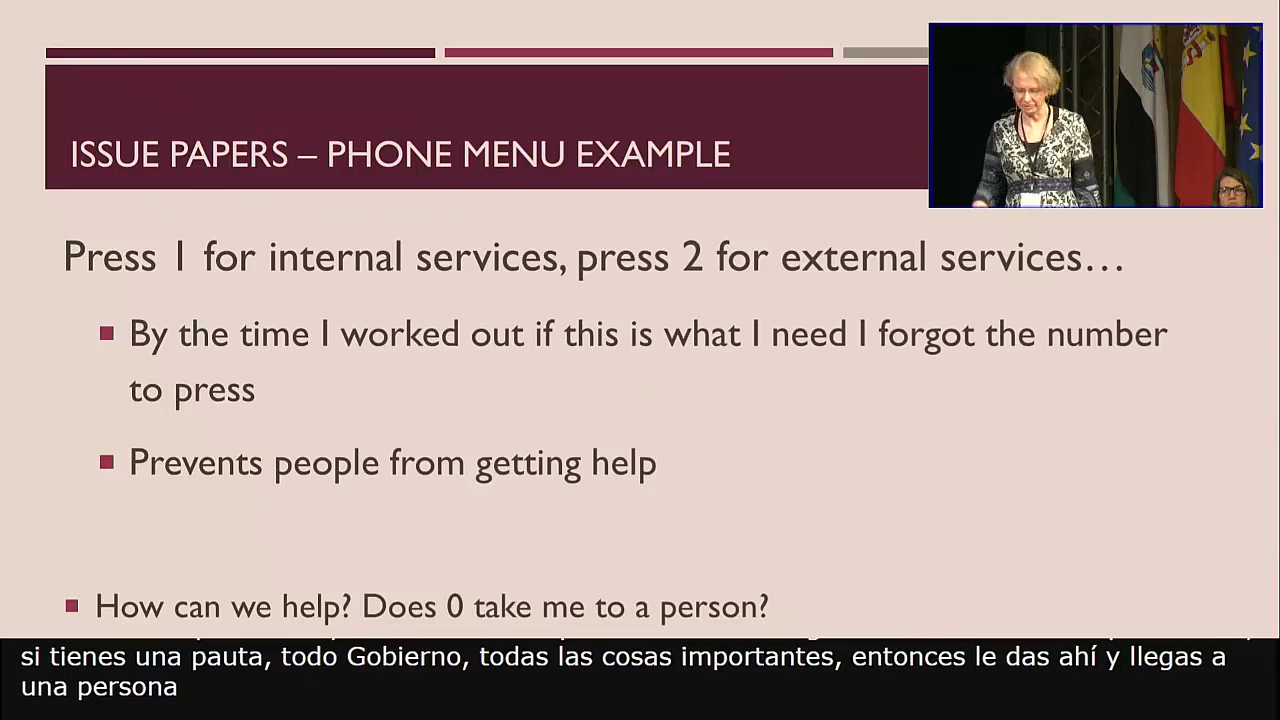 ISSUE PAPERS – PHONE MENU EXAMPLE
Press 1 for internal services, press 2 for external services…
By the time I worked out if this is what I need I forgot the number
to press
Prevents people from getting help
How can we help? Does 0 take me to a person?
si tienes una pauta, todo Gobierno, todas las cosas importantes, entonces le das ahí y llegas a
una persona